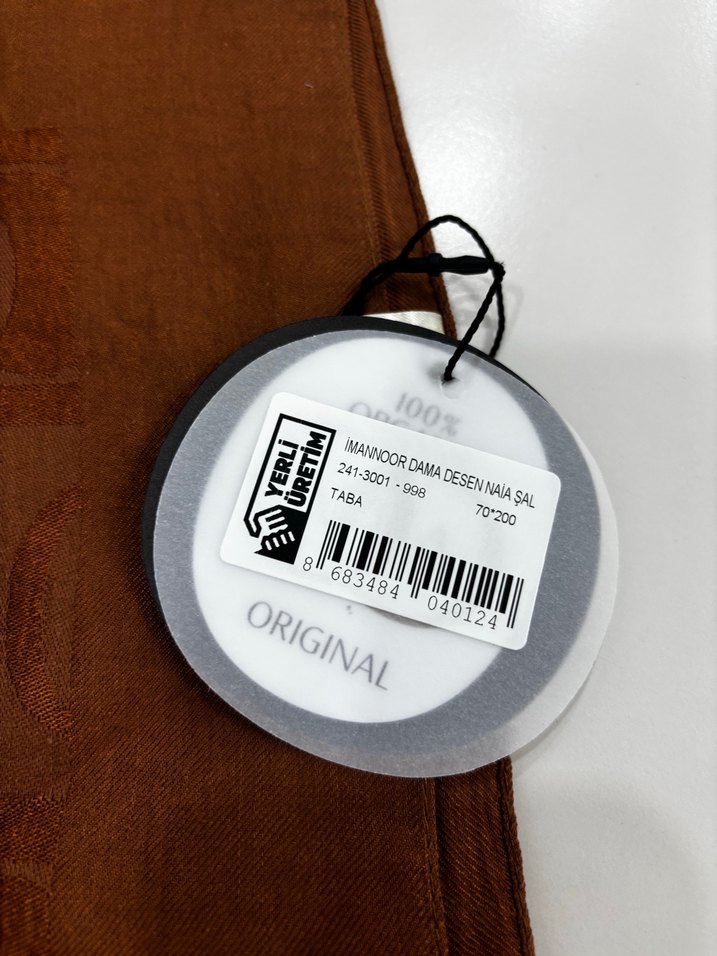 100%
YERLİ
ÜRETİM
İMANNOOR DAMA DESEN NAİA ŞAL
241-3001 - 998
70*200
TABA
8 683484 040124
ORIGINAL